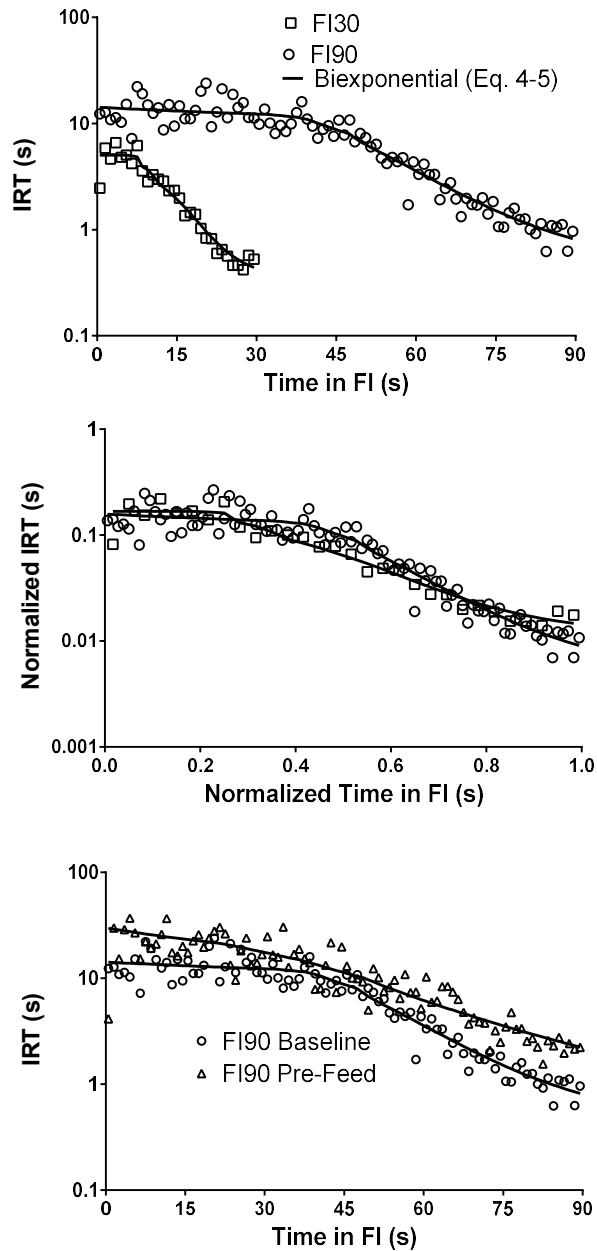 100
10
1
0.1
IRT (s)
FI30
FI90
Biexponential (Eq. 4-5)
0 15 30 45 60 75 90
Time in FI (s)
1
0.1
0.01
0.001
Normalized IRT (s)
0.0 0.2 0.4 0.6 0.8 1.0
Normalized Time in FI (s)
100
10
1
0.1
IRT (s)
FI90 Baseline
FI90 Pre-Feed
0 15 30 45 60 75 90
Time in FI (s)